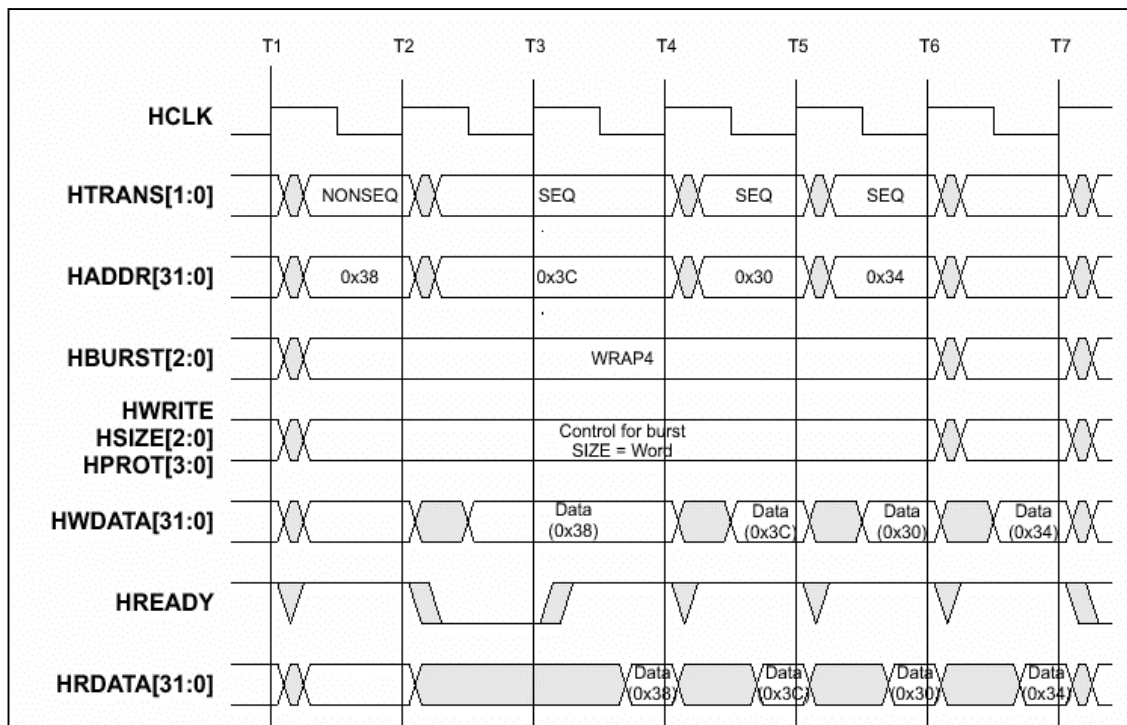 T1 T2 T3 T4 T5 T6 T7
HCLK
HTRANS[1:0] NONSEQ SEQ SEQ SEQ
HADDR[31:0] 0x38 0x3C 0x30 0x34
HBURST[2:0] WRAP4
HWRITE
HSIZE[2:0] Control for burst
HPROT[3:0] SIZE = Word
HWDATA[31:0] Data Data Data Data
(0x38) (0x3C) (0x30) (0x34)
HREADY
HRDATA[31:0] Data Data Data Data
(0x38) (0x3C) (0x30) (0x34)